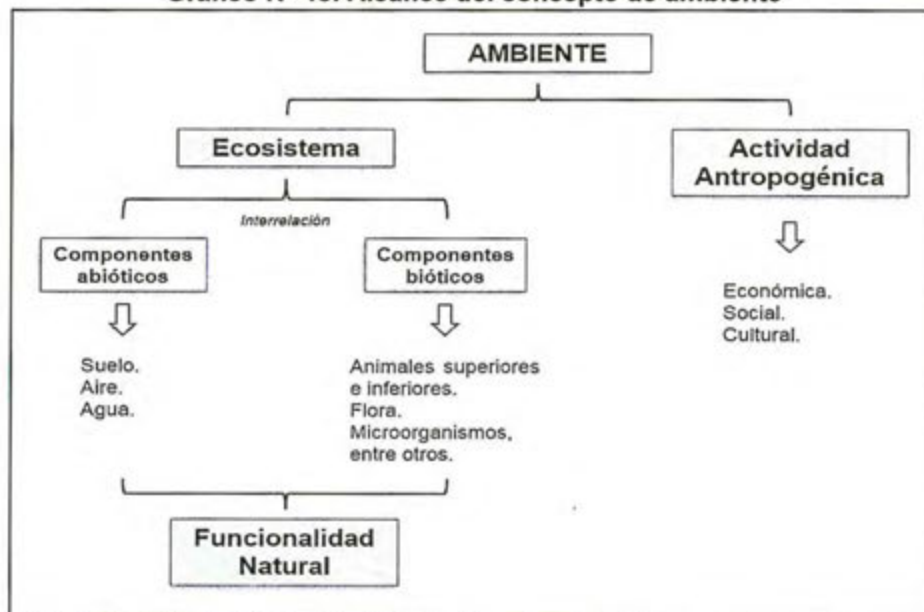 AMBIENTE
Ecosistema
Actividad
Antropogénica
Interrelación
Componentes
abióticos
Componentes
bióticos
Económica.
Social.
Cultural.
Suelo.
Aire.
Agua.
Animales superiores
e inferiores.
Flora.
Microorganismos,
entre otros.
Funcionalidad
Natural